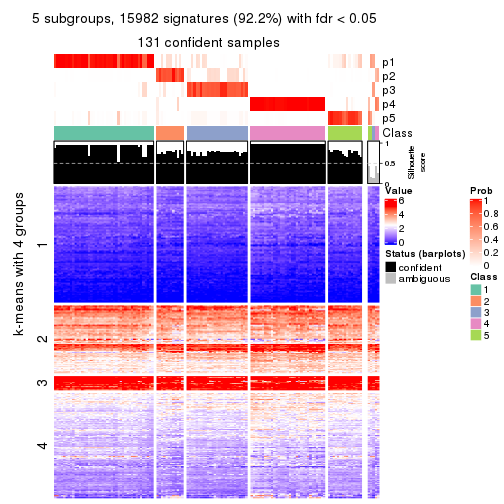 5 subgroups, 15982 signatures (92.2%) with fdr < 0.05
131 confident samples
p1
p2
p3
p4
p5
Class
1
0.5
0
Silhouette
score
k-means with 4 groups
1
2
3
4
Value
6
4
2
0
Status (barplots)
confident
ambiguous
Prob
1
0.8
0.6
0.4
0.2
0
Class
1
2
3
4
5